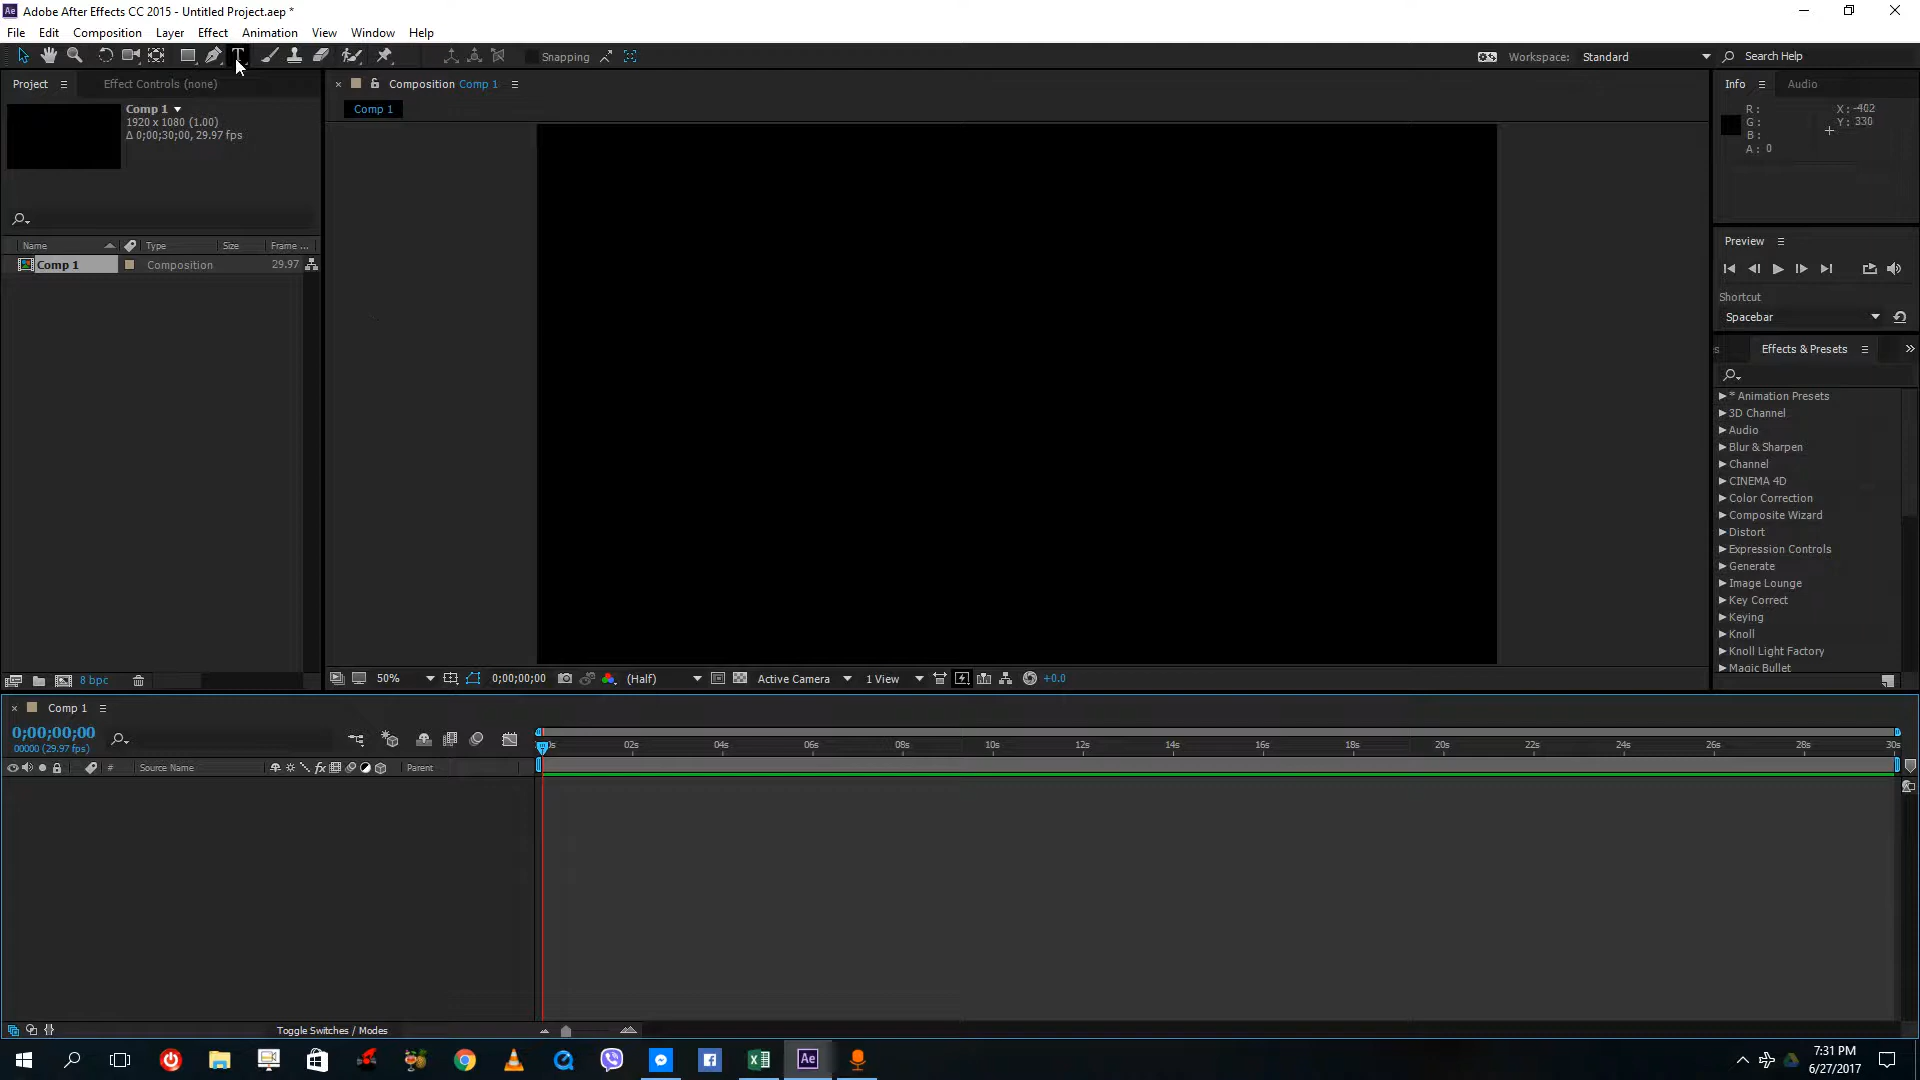 Ae Adobe After Effects CC 2015 - Untitled Project.aep *
File Edit Composition Layer Effect Animation View Window Help
T Snapping Workspace: Standard Search Help
Project Effect Controls (none)
Comp 1
1920 x 1080 (1.00)
Δ 0;00;30;00, 29.97 fps
Name Type Size Frame ...
Comp 1 Composition 29.97
8 bpc
Composition Comp 1
Comp 1
50% 0;00;00;00 (Half) Active Camera 1 View +0.0
Info Audio
R : X : -402
G : Y : 330
B :
A : 0
Preview
Shortcut
Spacebar
Effects & Presets
* Animation Presets
3D Channel
Audio
Blur & Sharpen
Channel
CINEMA 4D
Color Correction
Composite Wizard
Distort
Expression Controls
Generate
Image Lounge
Key Correct
Keying
Knoll
Knoll Light Factory
Magic Bullet
Comp 1
0;00;00;00
00000 (29.97 fps)
02s 04s 06s 08s 10s 12s 14s 16s 18s 20s 22s 24s 26s 28s 30s
# Source Name fx Parent
Toggle Switches / Modes
Ae
7:31 PM
6/27/2017